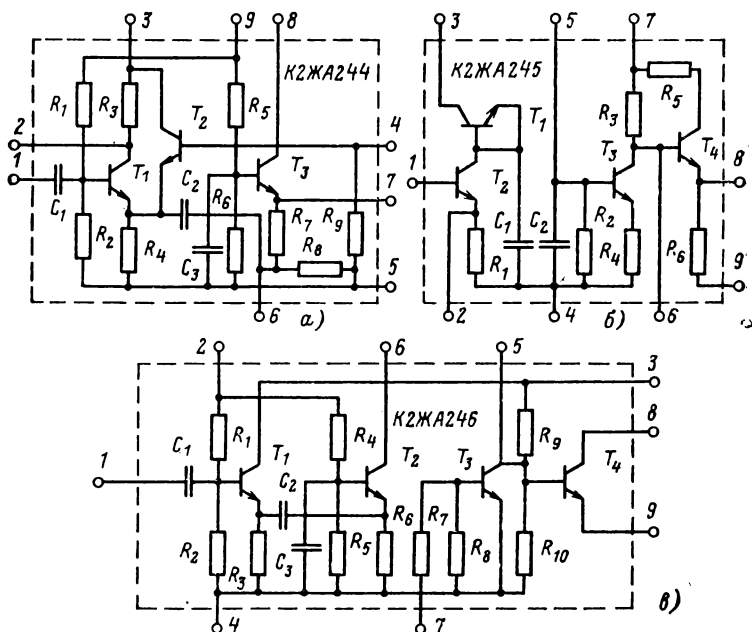 3 9 8
К2ЖА244
R1 R3 R5
T2
2 4
1 T1 T3
C1 C2 7
R6 R7 R9
R2 R4 C3 R8
5
6
а)
3 5 7
К2ЖА245
R5
T1 R3 T4
1 T2 T3
8
C1 C2 R2
R1 R4 R6
9
2 4 6
б)
2 6 5
3
К2ЖА246
8
R1 R4 R9
C1 T1 T2 T3 T4
1 C2
9
R6 R7
R2 R3 C3 R5 R8 R10
4 7
в)